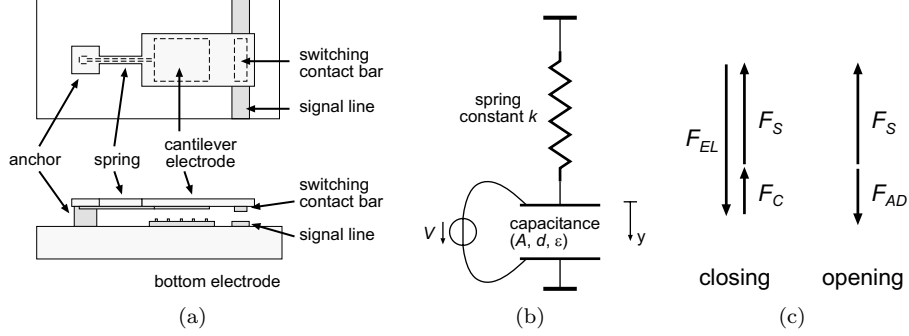 switching
contact bar
signal line
anchor
spring
cantilever
electrode
switching
contact bar
signal line
bottom electrode
(a)
spring
constant k
V
capacitance
(A, d, ε)
y
(b)
F_EL
F_S
F_C
F_S
F_AD
closing
opening
(c)